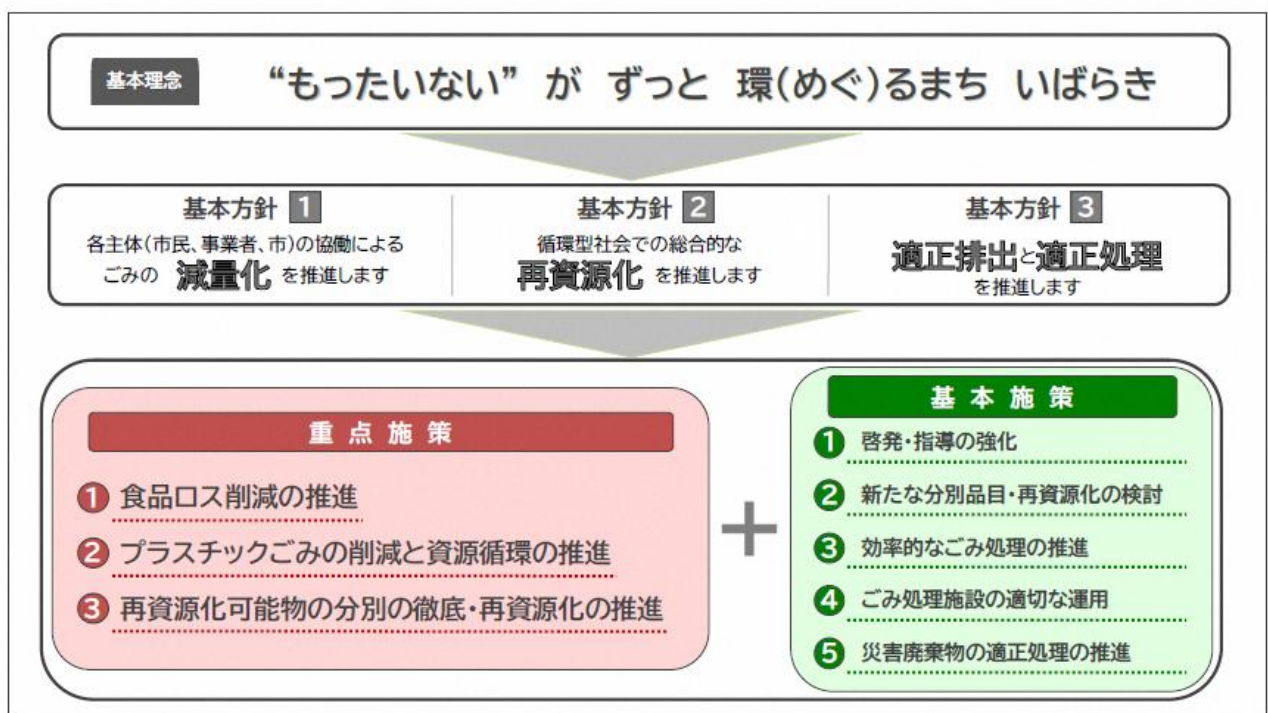 基本理念
“もったいない” が ずっと 環(めぐ)るまち いばらき
基本方針 1
各主体(市民、事業者、市)の協働による
ごみの 減量化 を推進します
基本方針 2
循環型社会での総合的な
再資源化 を推進します
基本方針 3
適正排出と適正処理
を推進します
重点施策
1 食品ロス削減の推進
2 プラスチックごみの削減と資源循環の推進
3 再資源化可能物の分別の徹底・再資源化の推進
+
基本施策
1 啓発・指導の強化
2 新たな分別品目・再資源化の検討
3 効率的なごみ処理の推進
4 ごみ処理施設の適切な運用
5 災害廃棄物の適正処理の推進